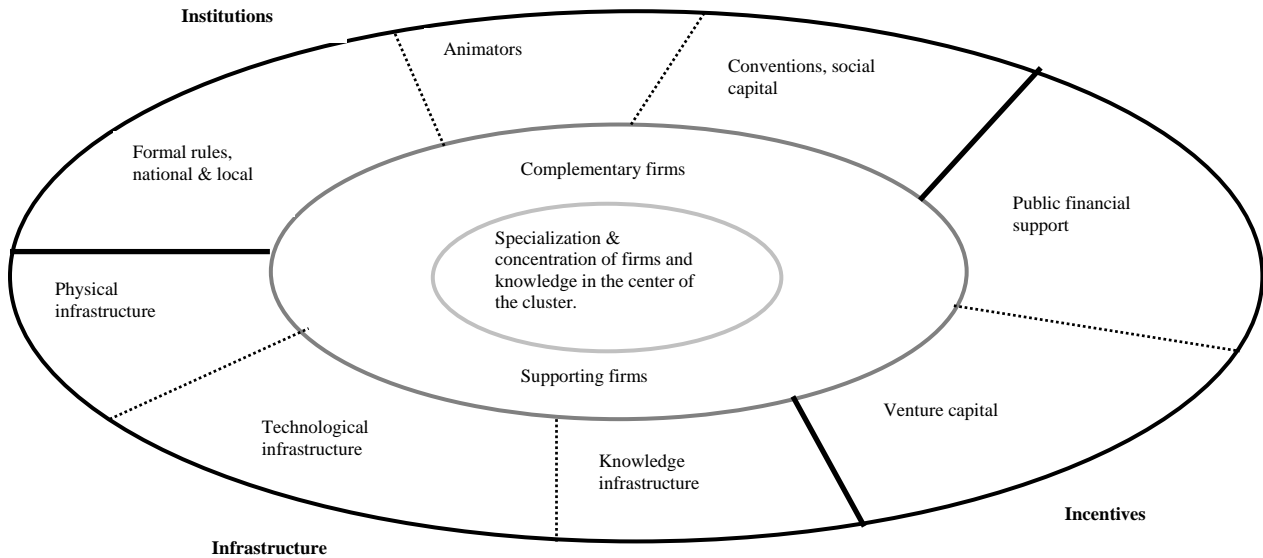 Institutions
Animators
Conventions, social
capital
Formal rules,
national & local
Complementary firms
Public financial
support
Specialization &
concentration of firms and
knowledge in the center of
the cluster.
Physical
infrastructure
Supporting firms
Venture capital
Technological
infrastructure
Knowledge
infrastructure
Incentives
Infrastructure